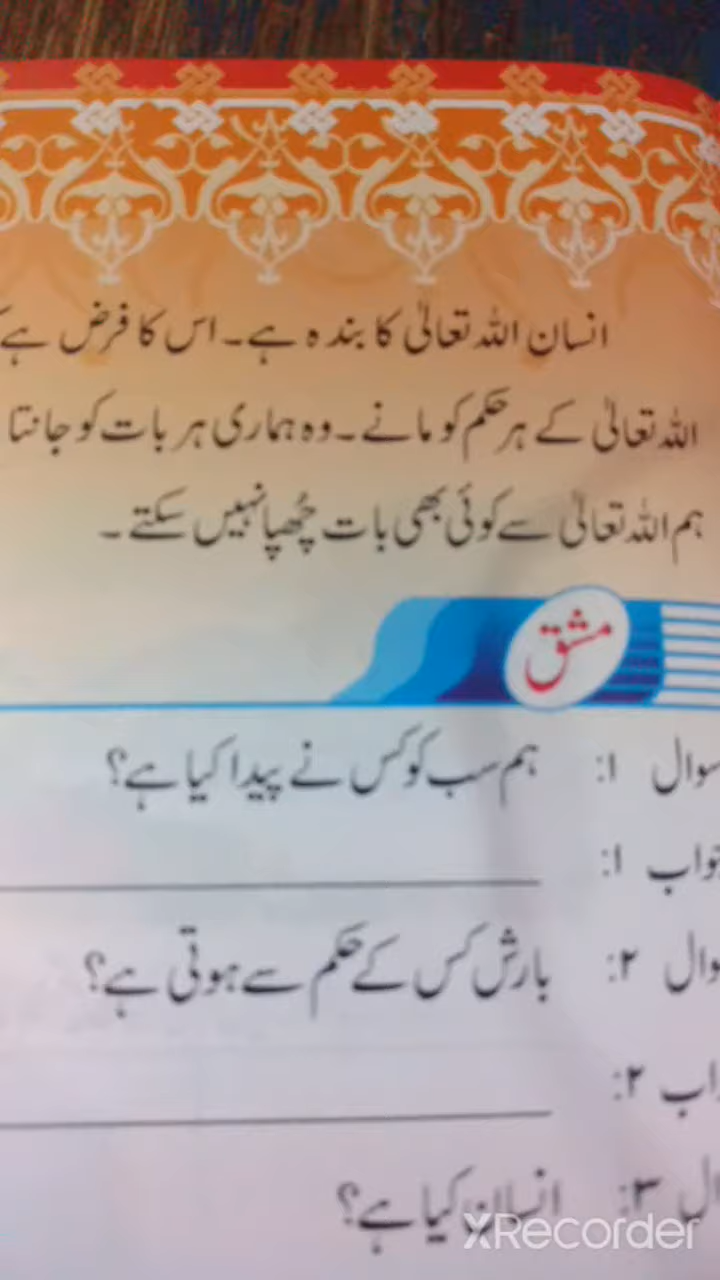 انسان اللہ تعالیٰ کا بندہ ہے۔ اس کا فرض ہے
اللہ تعالیٰ کے ہر حکم کو مانے۔ وہ ہماری ہر بات کو جانتا
ہم اللہ تعالیٰ سے کوئی بھی بات چُھپا نہیں سکتے۔
مشق
سوال ۱: ہم سب کو کس نے پیدا کیا ہے؟
جواب ۱:
سوال ۲: بارش کس کے حکم سے ہوتی ہے؟
جواب ۲:
سوال ۳: انسان کیا ہے؟
XRecorder